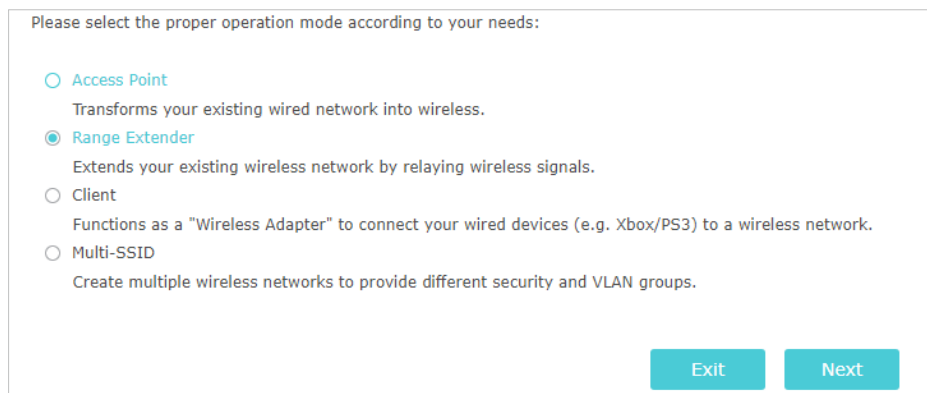 Please select the proper operation mode according to your needs:
Access Point
Transforms your existing wired network into wireless.
Range Extender
Extends your existing wireless network by relaying wireless signals.
Client
Functions as a "Wireless Adapter" to connect your wired devices (e.g. Xbox/PS3) to a wireless network.
Multi-SSID
Create multiple wireless networks to provide different security and VLAN groups.
Exit Next